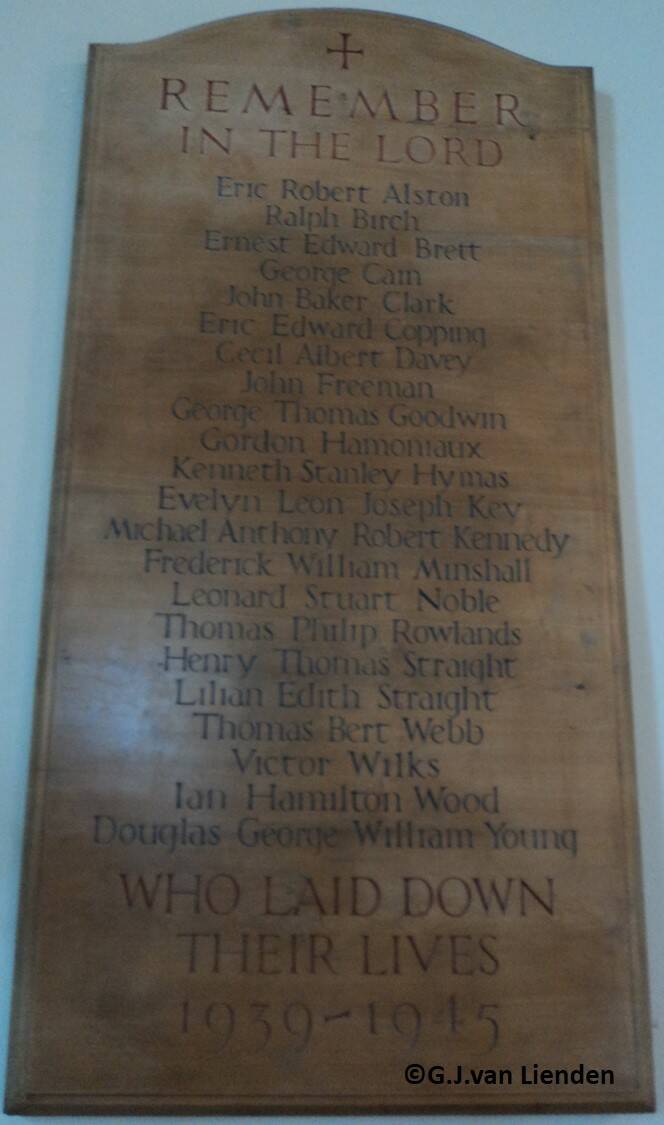 REMEMBER
IN THE LORD
Eric Robert Alston
Ralph Birch
Ernest Edward Brett
George Cain
John Baker Clark
Eric Edward Copping
Cecil Albert Davey
John Freeman
George Thomas Goodwin
Gordon Hamoniaux
Kenneth Stanley Hymas
Evelyn Leon Joseph Key
Michael Anthony Robert Kennedy
Frederick William Minshall
Leonard Stuart Noble
Thomas Philip Rowlands
Henry Thomas Straight
Lilian Edith Straight
Thomas Bert Webb
Victor Wilks
Ian Hamilton Wood
Douglas George William Young
WHO LAID DOWN
THEIR LIVES
1939-1945
©G.J.van Lienden